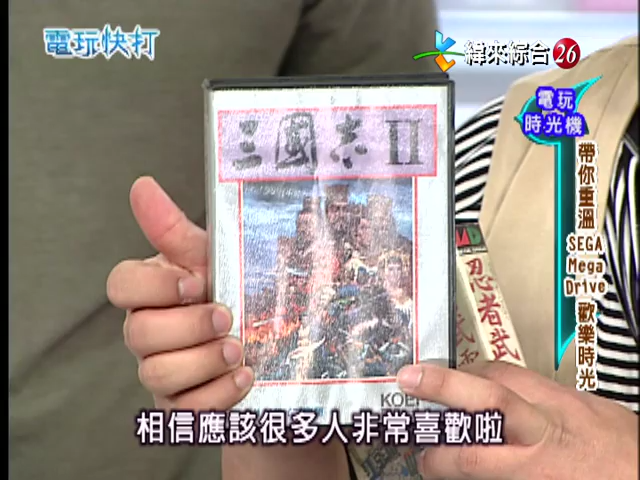 電玩快打
緯來綜合26
電玩
時光機
帶你重溫
SEGA
Mega
Drive
歡樂時光
三國志II
KOEI
MD
忍者武
相信應該很多人非常喜歡啦